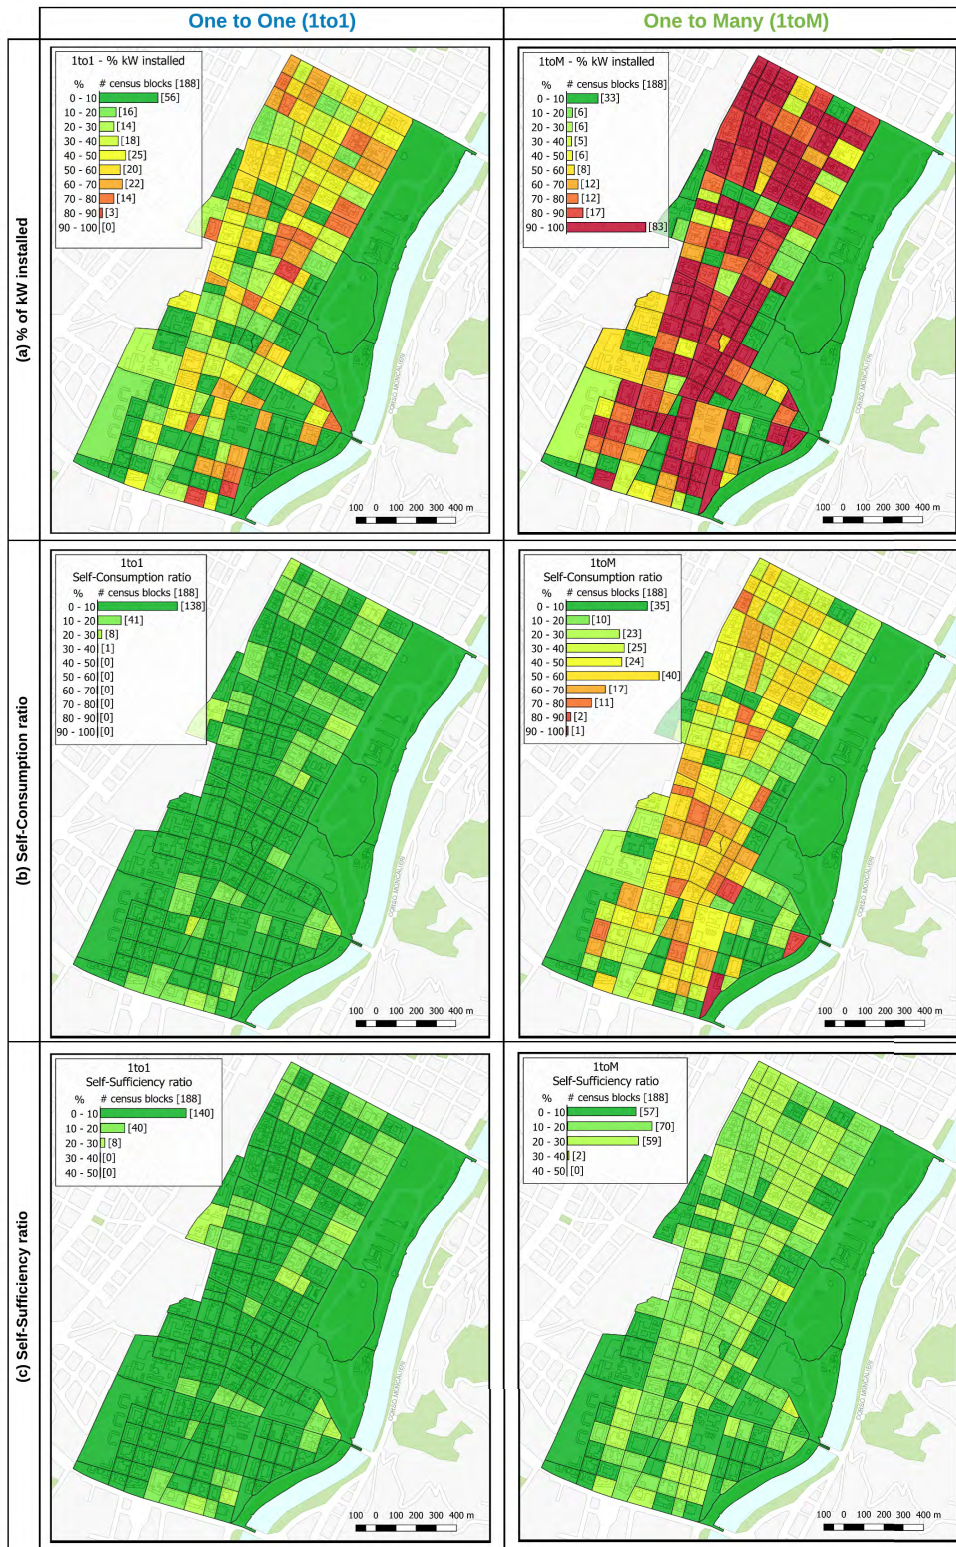 One to One (1to1)
One to Many (1toM)
(a) % of kW installed
1to1 - % kW installed
% # census blocks [188]
0 - 10 [56]
10 - 20 [16]
20 - 30 [14]
30 - 40 [18]
40 - 50 [25]
50 - 60 [20]
60 - 70 [22]
70 - 80 [14]
80 - 90 [3]
90 - 100 [0]
CORSO MONCALIERI
100 0 100 200 300 400 m
1toM - % kW installed
% # census blocks [188]
0 - 10 [33]
10 - 20 [6]
20 - 30 [6]
30 - 40 [5]
40 - 50 [6]
50 - 60 [8]
60 - 70 [12]
70 - 80 [12]
80 - 90 [17]
90 - 100 [83]
CORSO MONCALIERI
100 0 100 200 300 400 m
(b) Self-Consumption ratio
1to1
Self-Consumption ratio
% # census blocks [188]
0 - 10 [138]
10 - 20 [41]
20 - 30 [8]
30 - 40 [1]
40 - 50 [0]
50 - 60 [0]
60 - 70 [0]
70 - 80 [0]
80 - 90 [0]
90 - 100 [0]
CORSO MONCALIERI
100 0 100 200 300 400 m
1toM
Self-Consumption ratio
% # census blocks [188]
0 - 10 [35]
10 - 20 [10]
20 - 30 [23]
30 - 40 [25]
40 - 50 [24]
50 - 60 [40]
60 - 70 [17]
70 - 80 [11]
80 - 90 [2]
90 - 100 [1]
CORSO MONCALIERI
100 0 100 200 300 400 m
(c) Self-Sufficiency ratio
1to1
Self-Sufficiency ratio
% # census blocks [188]
0 - 10 [140]
10 - 20 [40]
20 - 30 [8]
30 - 40 [0]
40 - 50 [0]
CORSO MONCALIERI
100 0 100 200 300 400 m
1toM
Self-Sufficiency ratio
% # census blocks [188]
0 - 10 [57]
10 - 20 [70]
20 - 30 [59]
30 - 40 [2]
40 - 50 [0]
CORSO MONCALIERI
100 0 100 200 300 400 m